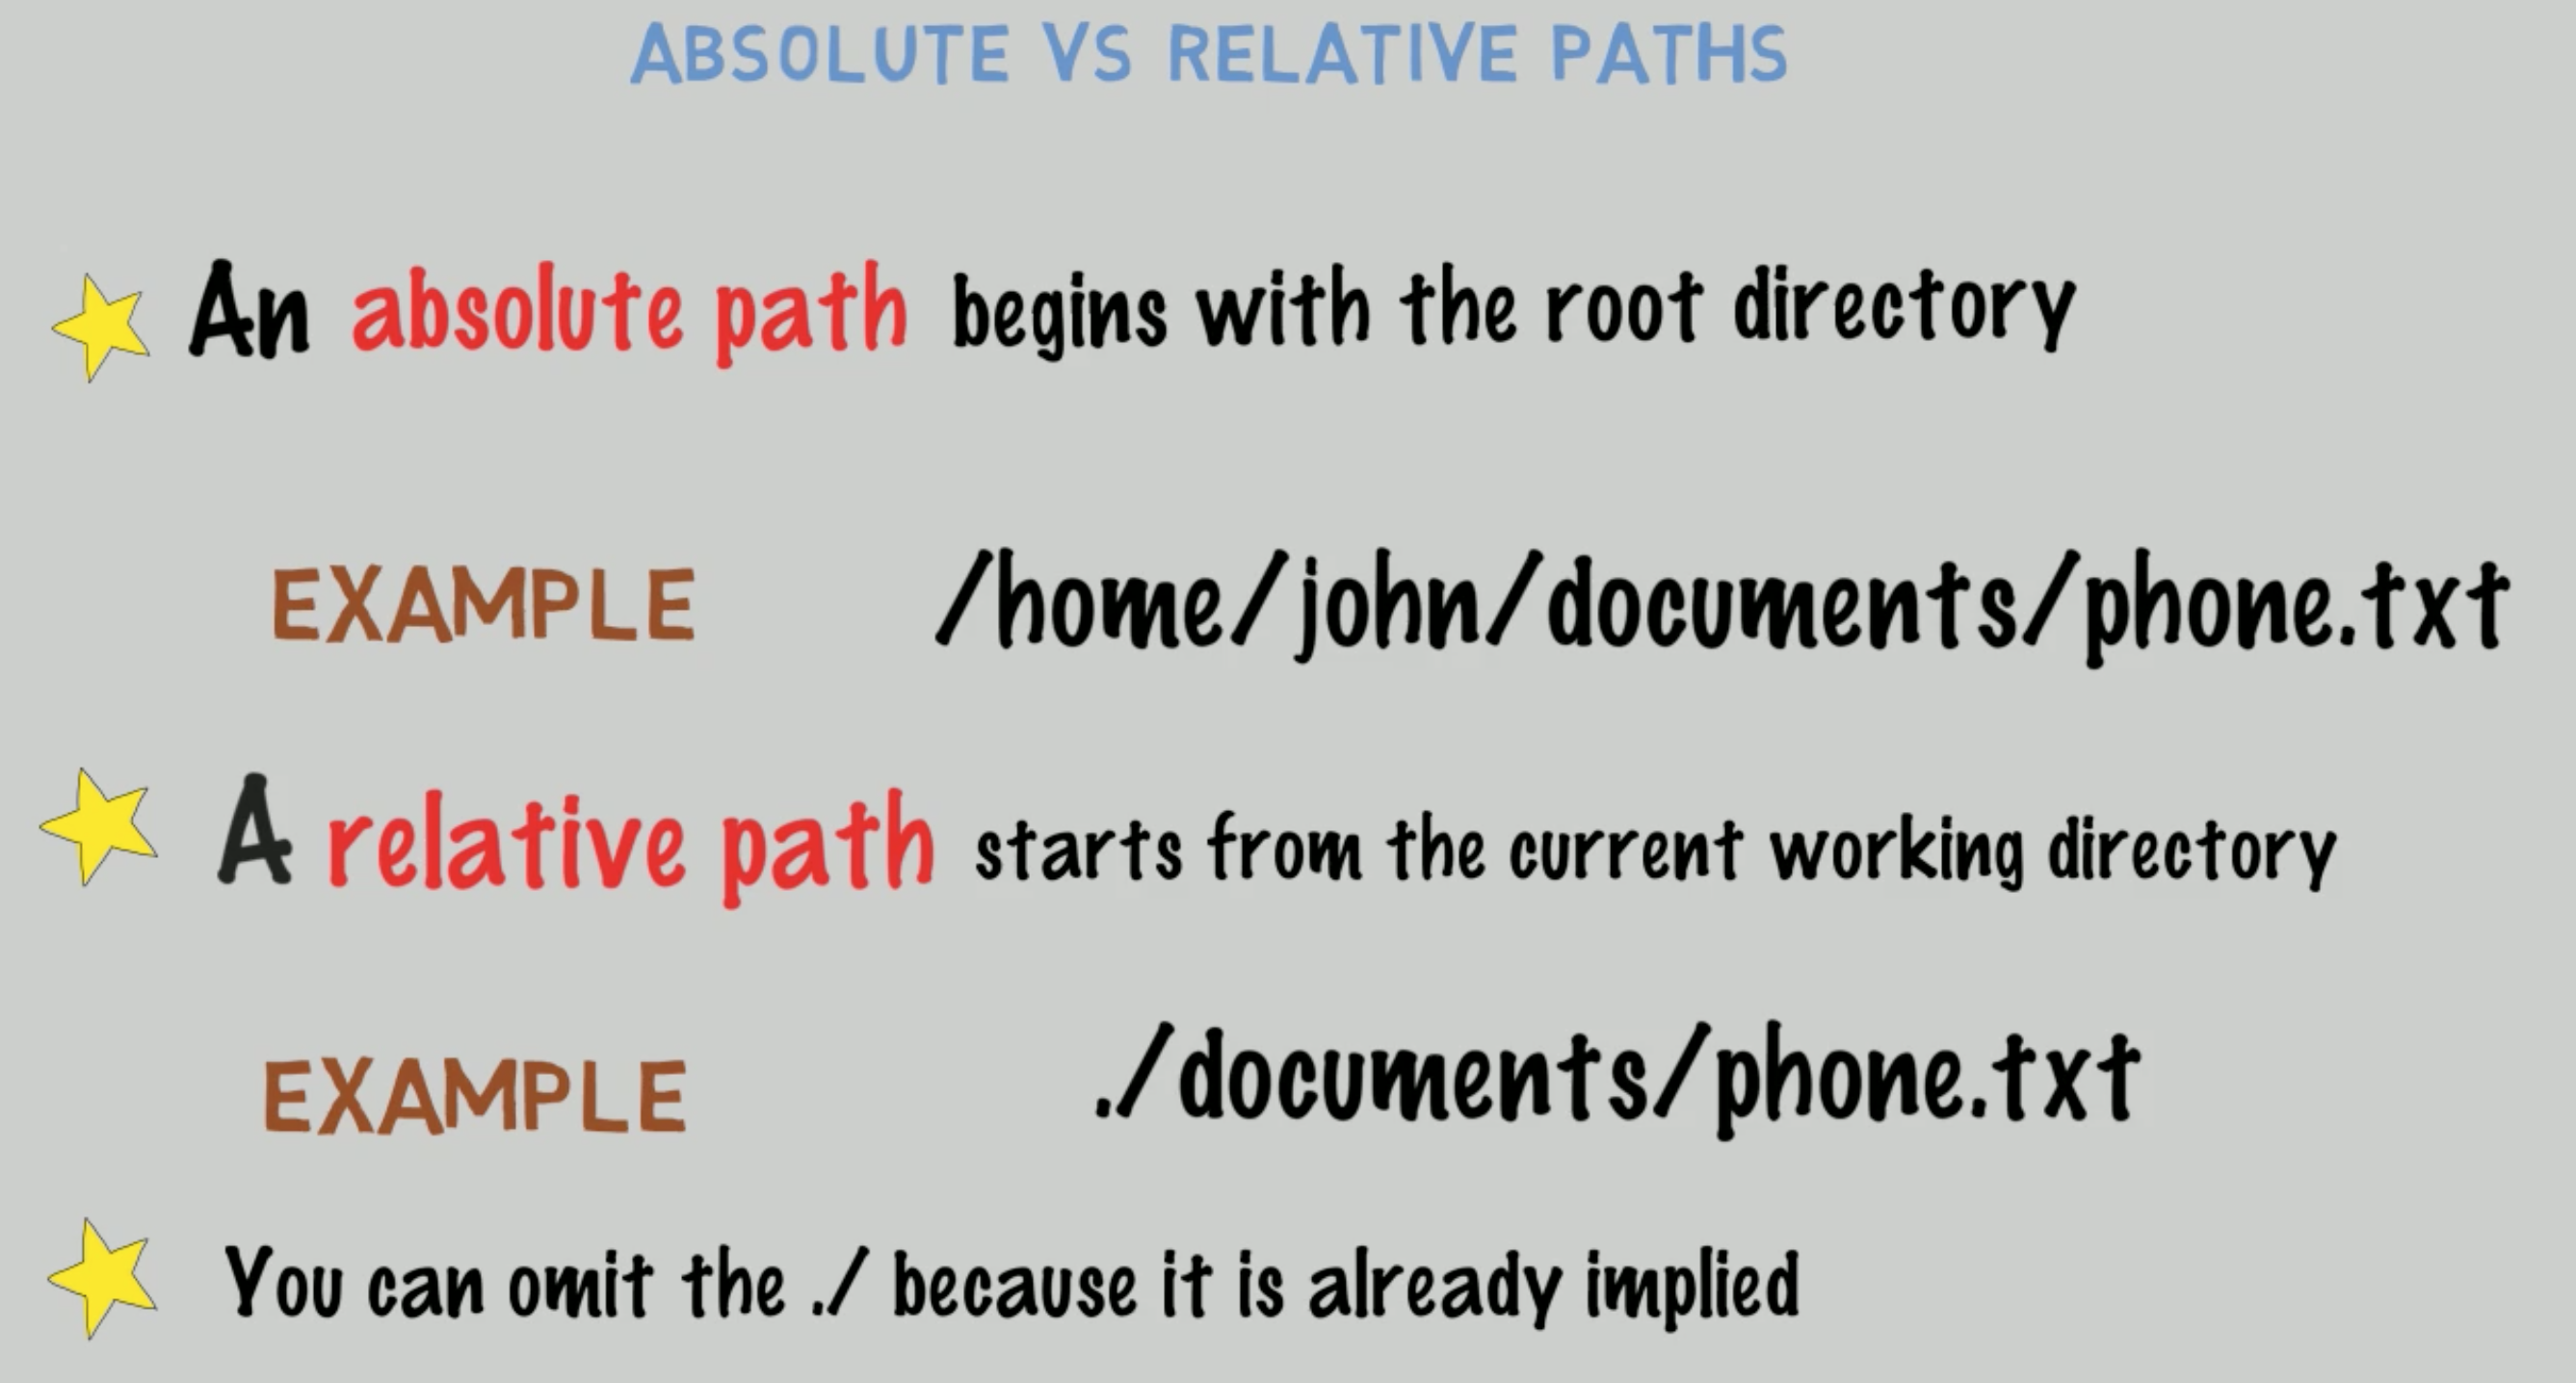 ABSOLUTE VS RELATIVE PATHS
An absolute path begins with the root directory
EXAMPLE /home/john/documents/phone.txt
A relative path starts from the current working directory
EXAMPLE ./documents/phone.txt
You can omit the ./ because it is already implied